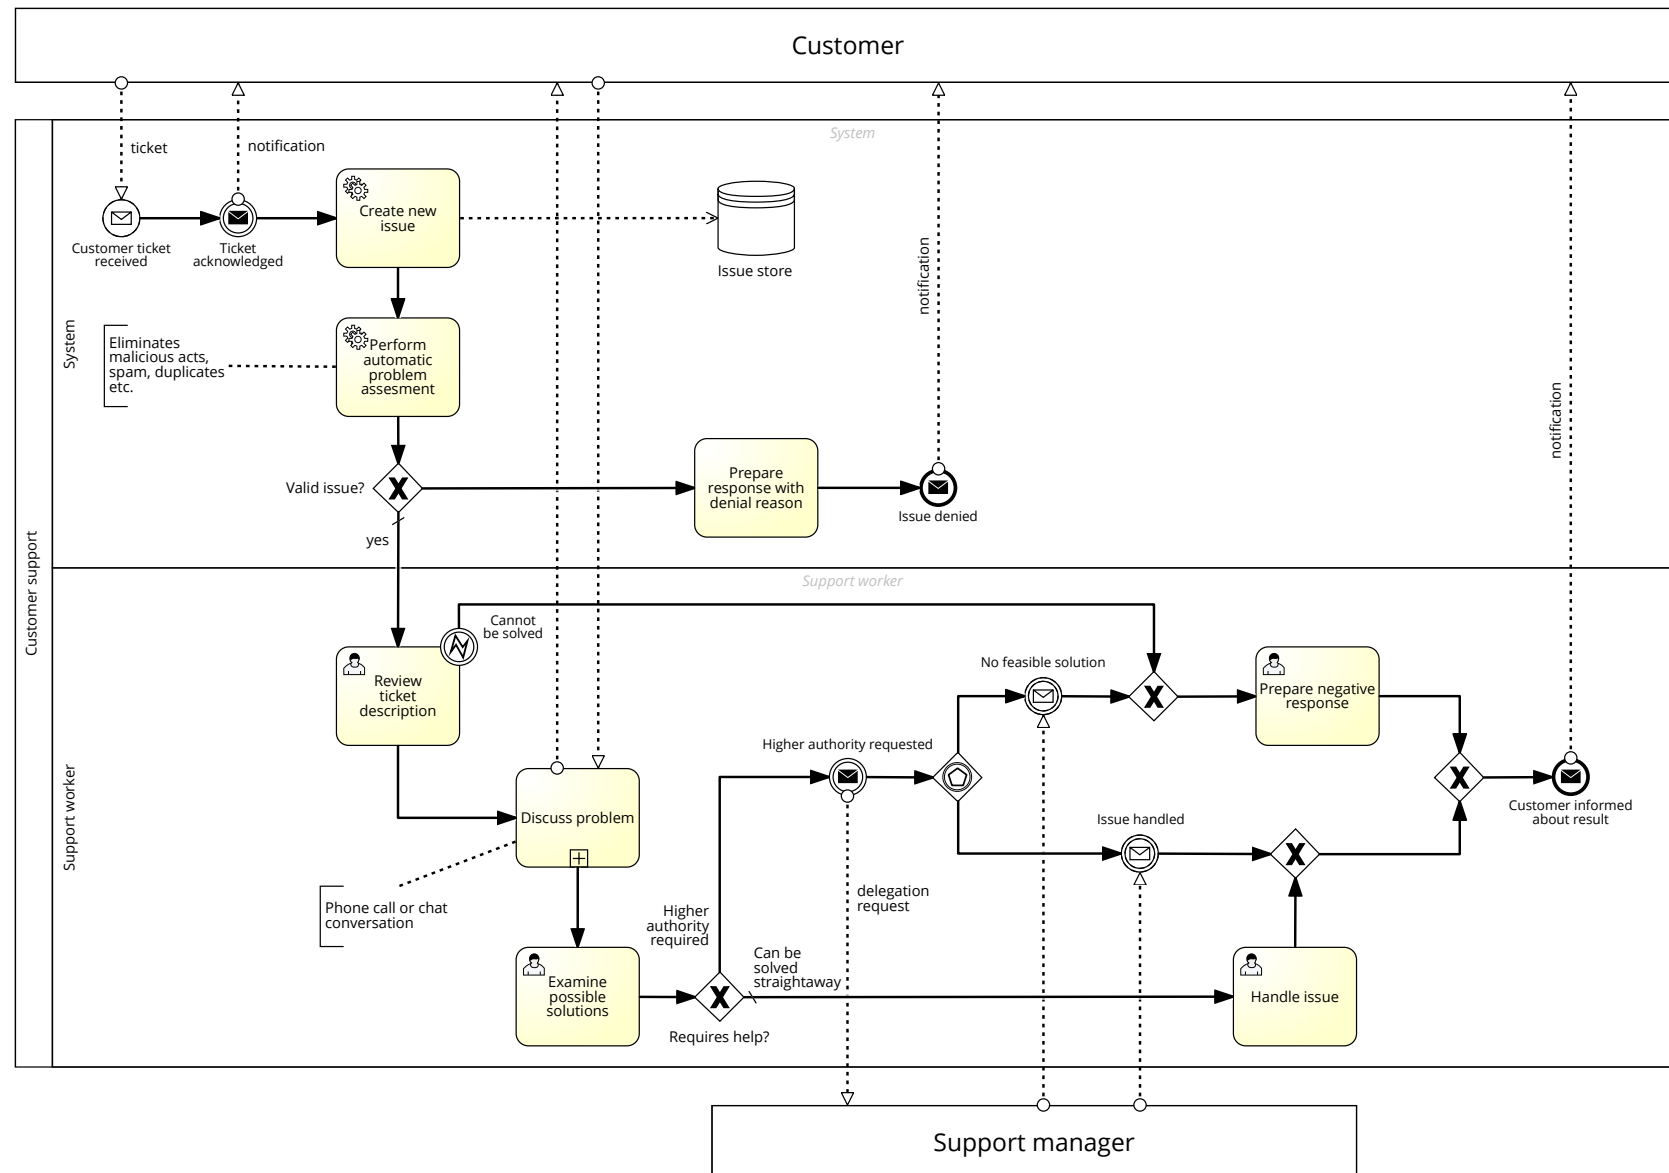 Customer
System
ticket
notification
Create new
issue
Customer ticket
received
Ticket
acknowledged
Issue store
notification
System
Eliminates
malicious acts,
spam, duplicates
etc.
Perform
automatic
problem
assesment
Valid issue?
yes
Prepare
response with
denial reason
Issue denied
notification
Customer support
Support worker
Support worker
Cannot
be solved
Review
ticket
description
No feasible solution
Prepare negative
response
Higher authority requested
Discuss problem
Issue handled
Customer informed
about result
Phone call or chat
conversation
Higher
authority
required
delegation
request
Can be
solved
straightaway
Examine
possible
solutions
Requires help?
Handle issue
Support manager